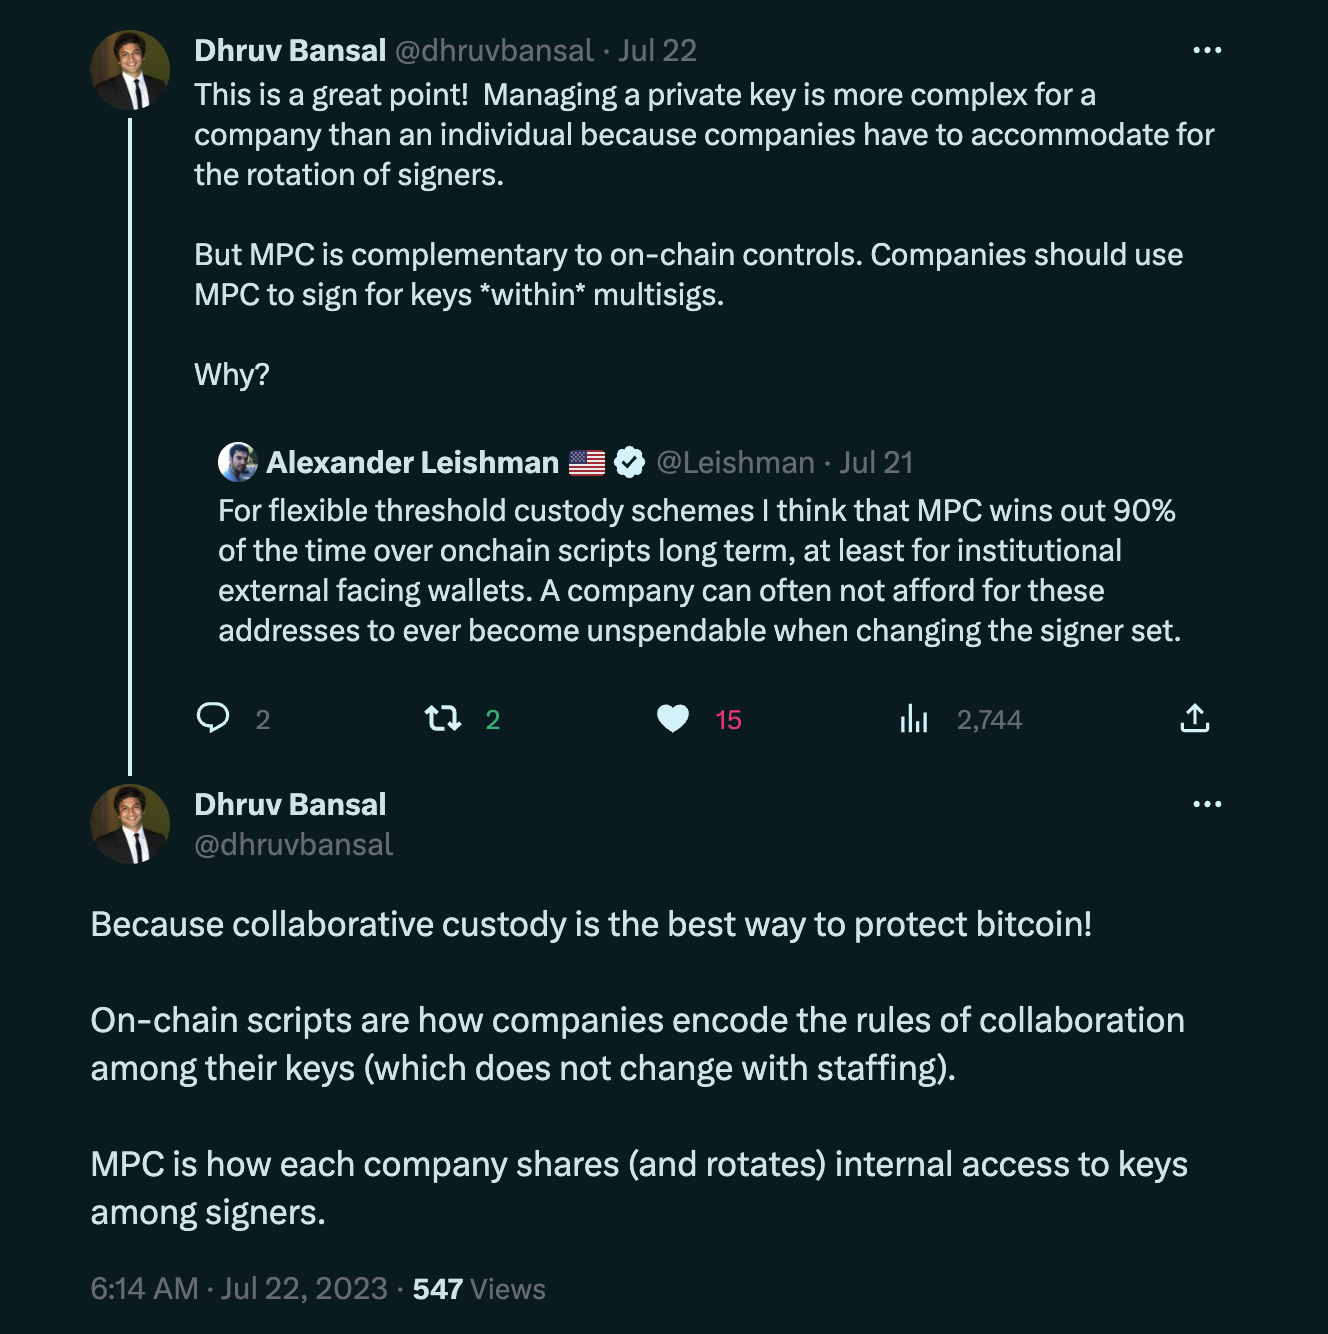 Dhruv Bansal @dhruvbansal · Jul 22
This is a great point!  Managing a private key is more complex for a
company than an individual because companies have to accommodate for
the rotation of signers.
But MPC is complementary to on-chain controls. Companies should use
MPC to sign for keys *within* multisigs.
Why?
Alexander Leishman 🇺🇸 @Leishman · Jul 21
For flexible threshold custody schemes I think that MPC wins out 90%
of the time over onchain scripts long term, at least for institutional
external facing wallets. A company can often not afford for these
addresses to ever become unspendable when changing the signer set.
2 2 15 2,744
Dhruv Bansal
@dhruvbansal
Because collaborative custody is the best way to protect bitcoin!
On-chain scripts are how companies encode the rules of collaboration
among their keys (which does not change with staffing).
MPC is how each company shares (and rotates) internal access to keys
among signers.
6:14 AM · Jul 22, 2023 · 547 Views